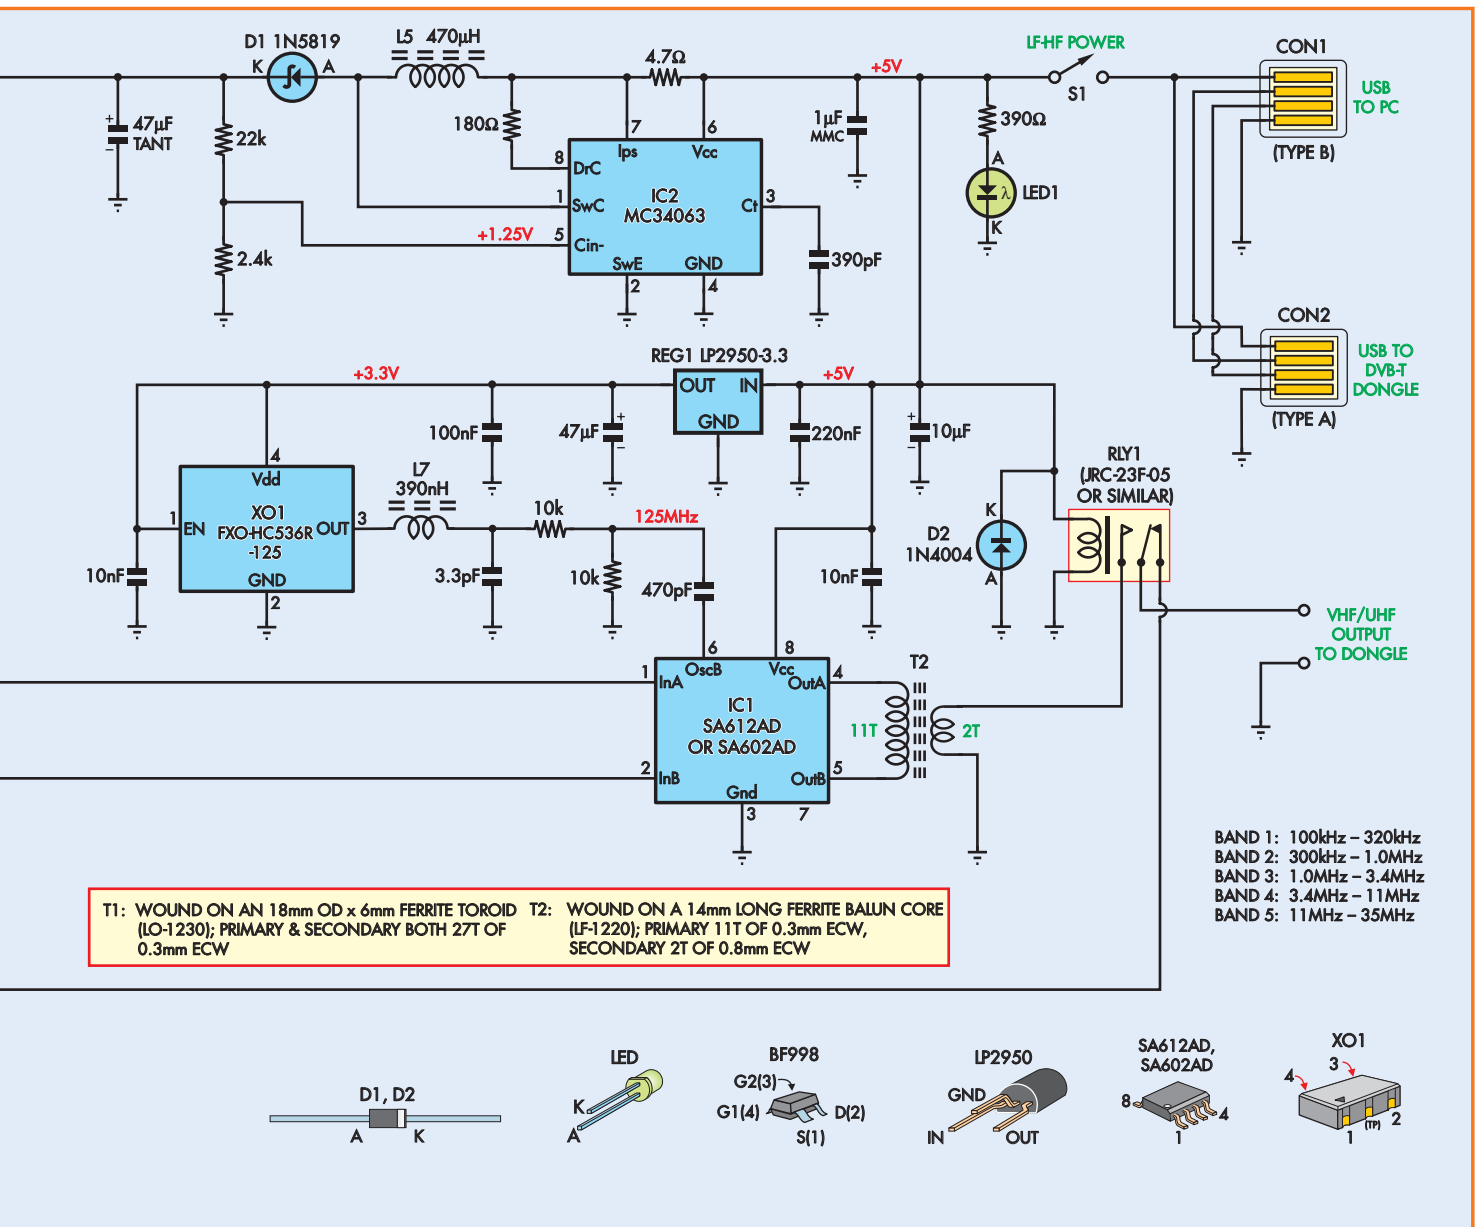 D1 1N5819
K
A
L5 470µH
4.7Ω
+5V
LF-HF POWER
S1
CON1
USB
TO PC
(TYPE B)
+
47µF
TANT
−
22k
2.4k
180Ω
7
6
Ips
Vcc
8
DrC
1
SwC
+1.25V
5
Cin-
IC2
MC34063
Ct
3
SwE
GND
2
4
1µF
MMC
390pF
390Ω
A
λ
LED1
K
CON2
USB TO
DVB-T
DONGLE
(TYPE A)
REG1 LP2950-3.3
OUT
IN
GND
+3.3V
+5V
100nF
47µF
+
−
220nF
+
10µF
−
4
Vdd
1
EN
XO1
FXO-HC536R
-125
OUT
3
GND
2
10nF
L7
390nH
3.3pF
10k
10k
125MHz
470pF
10nF
K
D2
1N4004
A
RLY1
(JRC-23F-05
OR SIMILAR)
VHF/UHF
OUTPUT
TO DONGLE
6
8
OscB
Vcc
1
InA
OutA
4
IC1
SA612AD
OR SA602AD
2
InB
OutB
5
Gnd
3
7
T2
11T
2T
BAND 1: 100kHz – 320kHz
BAND 2: 300kHz – 1.0MHz
BAND 3: 1.0MHz – 3.4MHz
BAND 4: 3.4MHz – 11MHz
BAND 5: 11MHz – 35MHz
T1: WOUND ON AN 18mm OD x 6mm FERRITE TOROID
(LO-1230); PRIMARY & SECONDARY BOTH 27T OF
0.3mm ECW
T2: WOUND ON A 14mm LONG FERRITE BALUN CORE
(LF-1220); PRIMARY 11T OF 0.3mm ECW,
SECONDARY 2T OF 0.8mm ECW
D1, D2
A
K
LED
K
A
BF998
G2(3)
G1(4)
D(2)
S(1)
LP2950
GND
IN
OUT
SA612AD,
SA602AD
8
4
1
XO1
3
4
1
(TP)
2